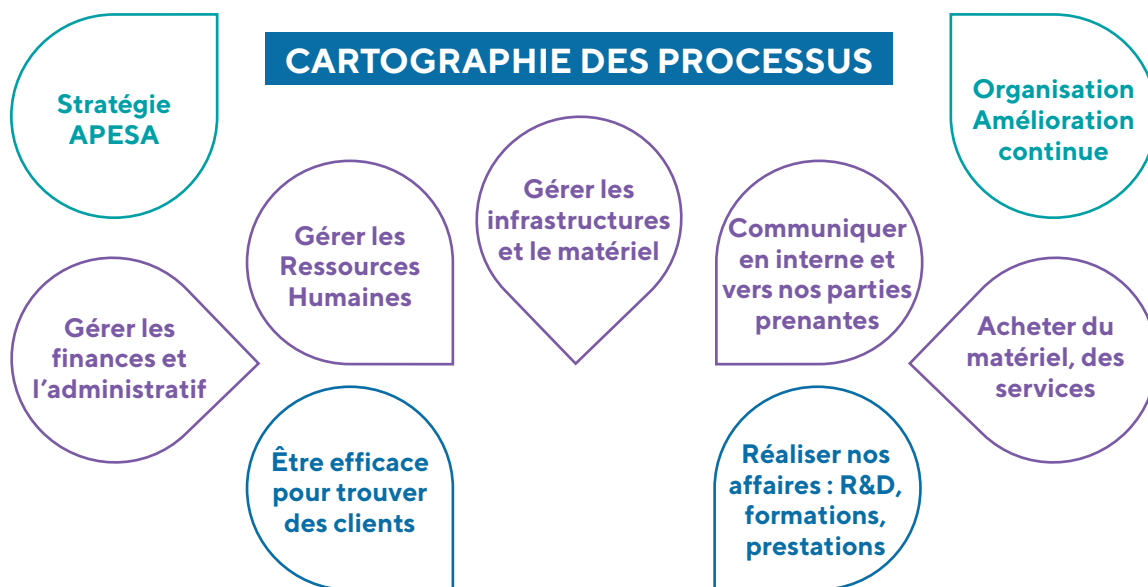 CARTOGRAPHIE DES PROCESSUS
Stratégie
APESA
Organisation
Amélioration
continue
Gérer les
Ressources
Humaines
Gérer les
infrastructures
et le matériel
Communiquer
en interne et
vers nos parties
prenantes
Gérer les
finances et
l'administratif
Acheter du
matériel, des
services
Être efficace
pour trouver
des clients
Réaliser nos
affaires : R&D,
formations,
prestations